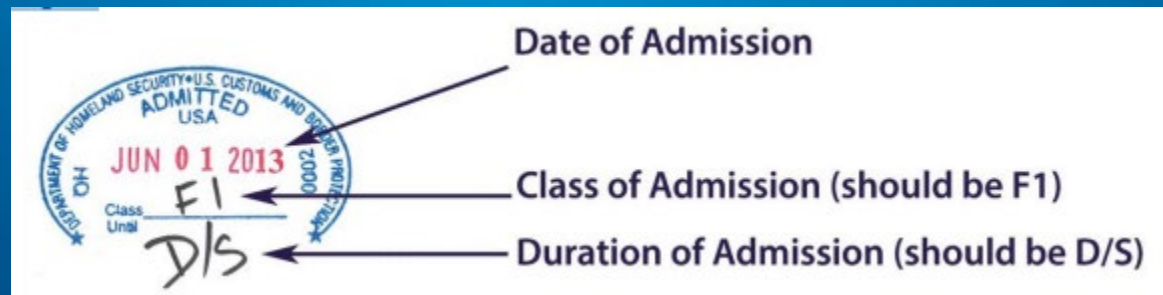 Date of Admission
DEPARTMENT OF HOMELAND SECURITY • U.S. CUSTOMS AND BORDER PROTECTION
ADMITTED
USA
HQ
JUN 01 2013
0002
Class F1
Class of Admission (should be F1)
Until D/S
Duration of Admission (should be D/S)